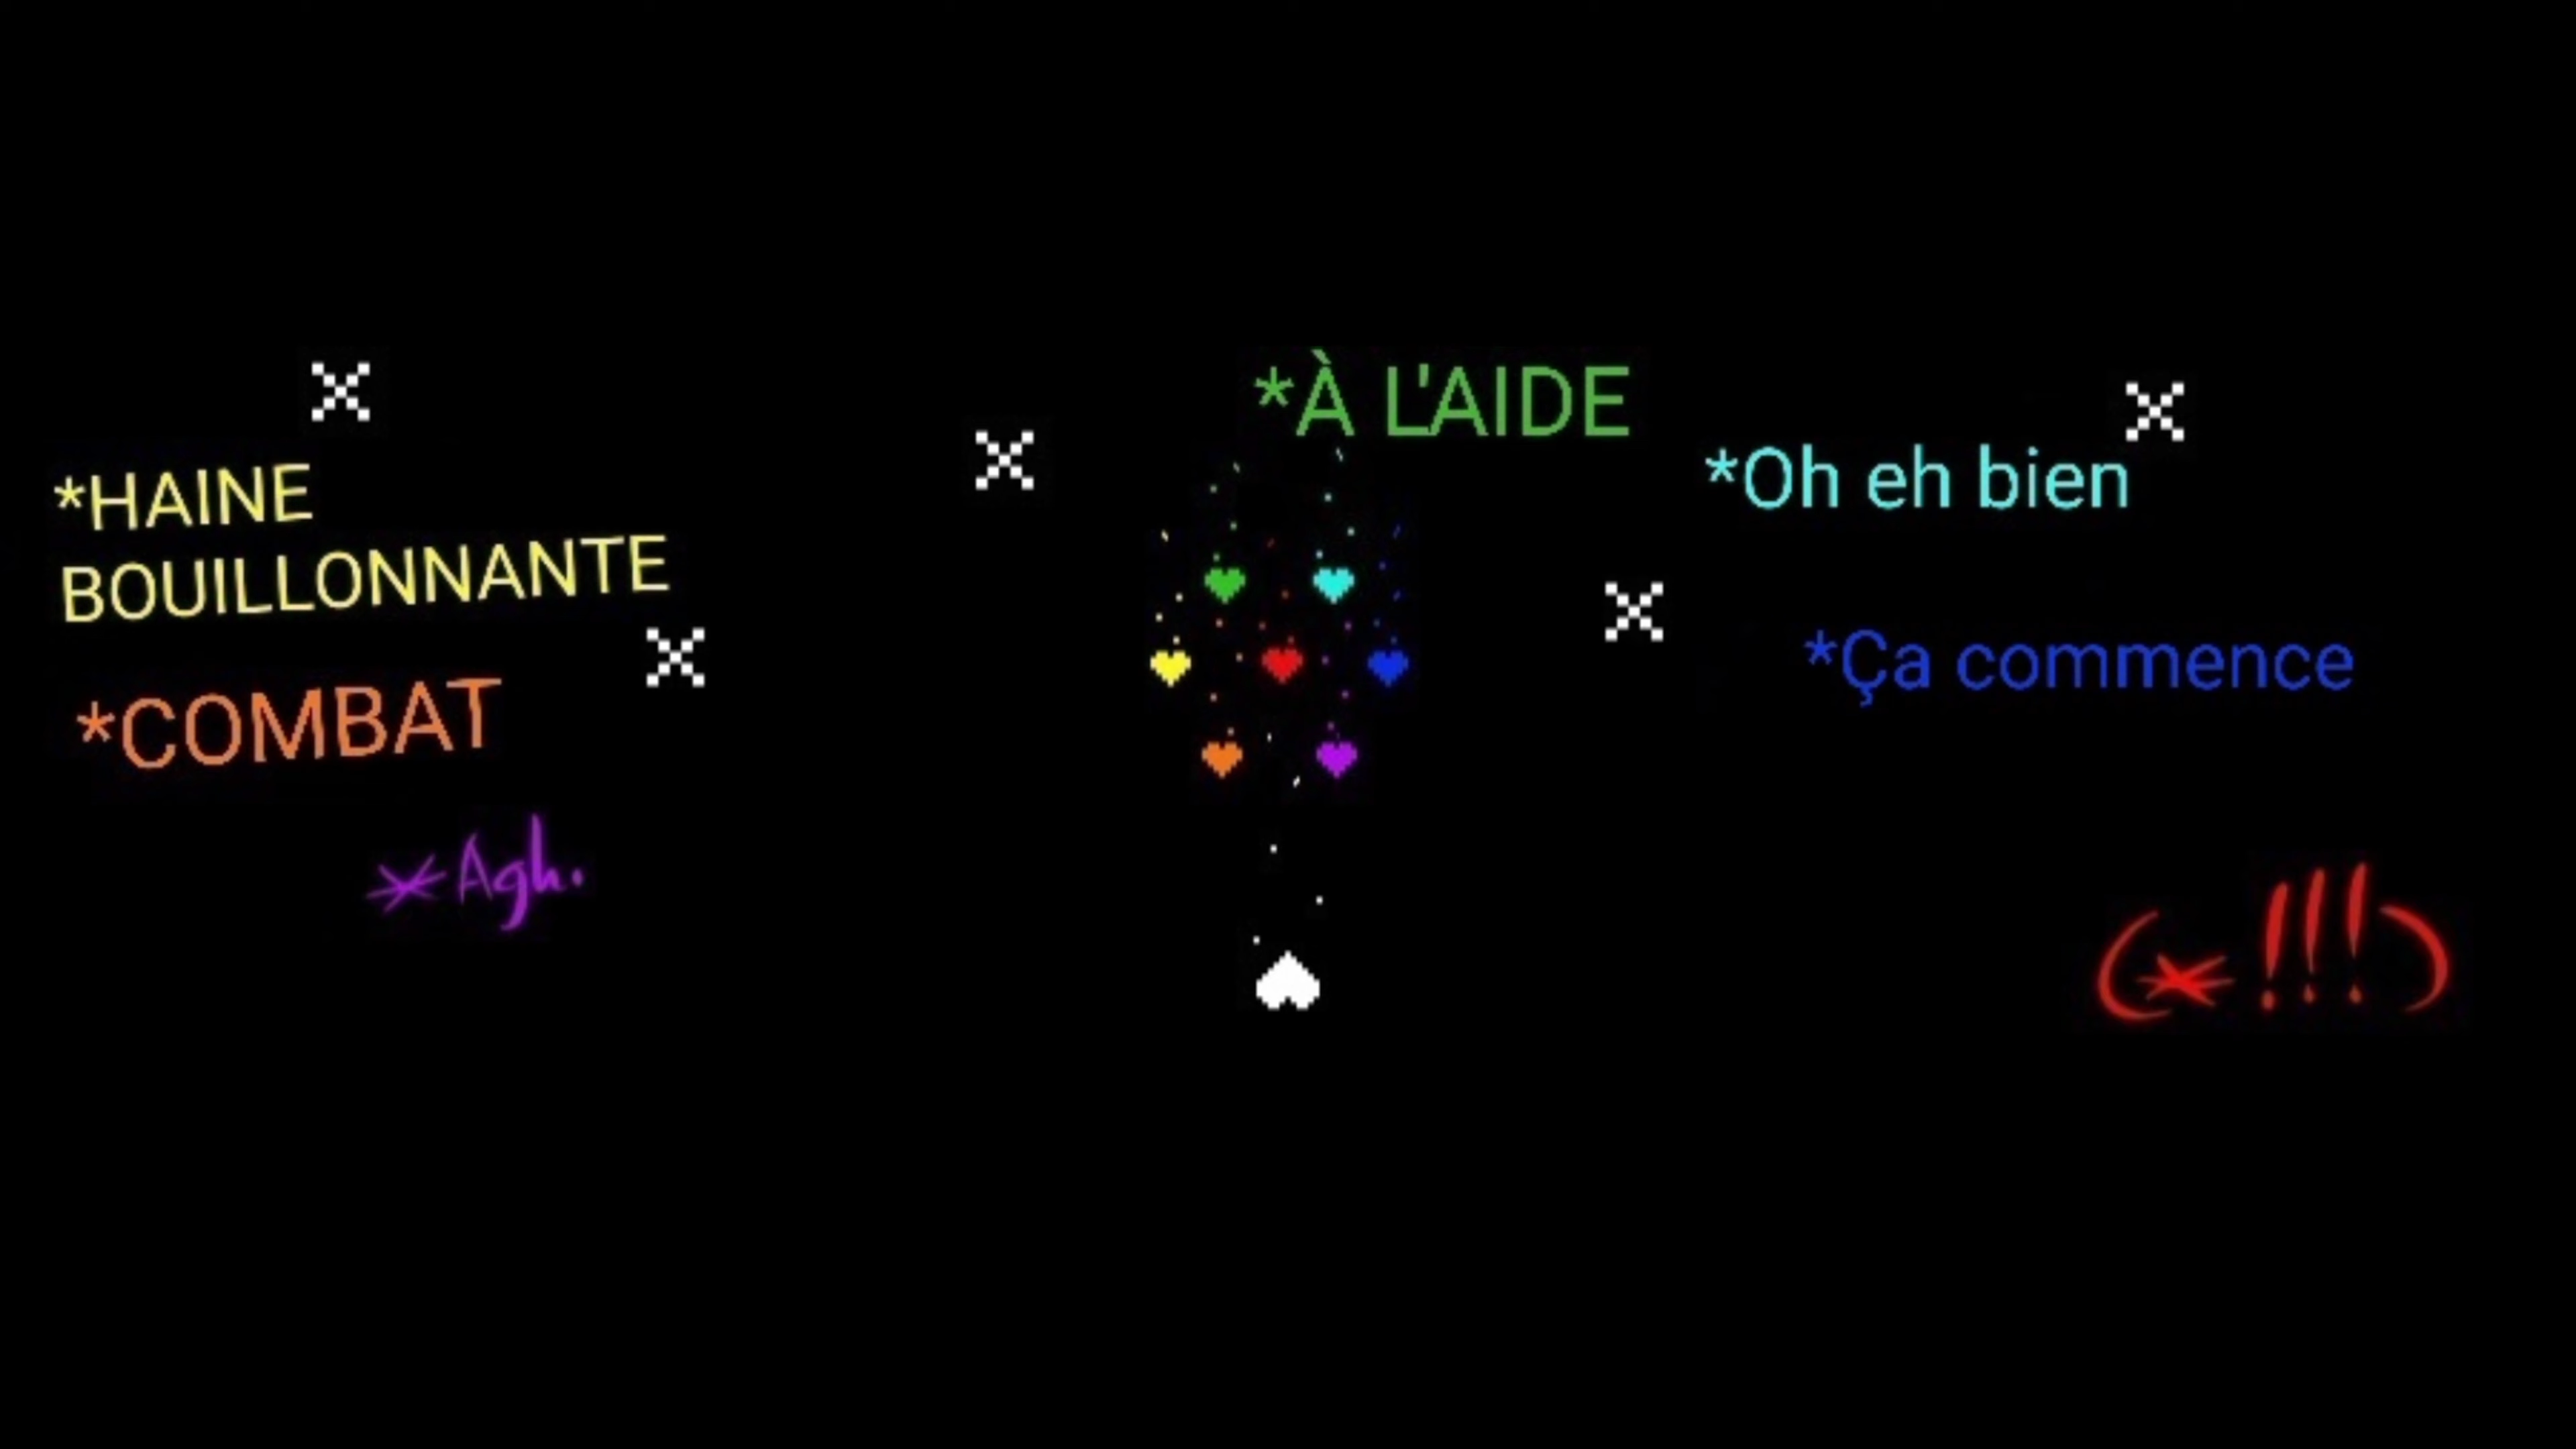 *À L'AIDE
*HAINE
BOUILLONNANTE
*Oh eh bien
*Ça commence
*COMBAT
*Agh.
(*!!!)